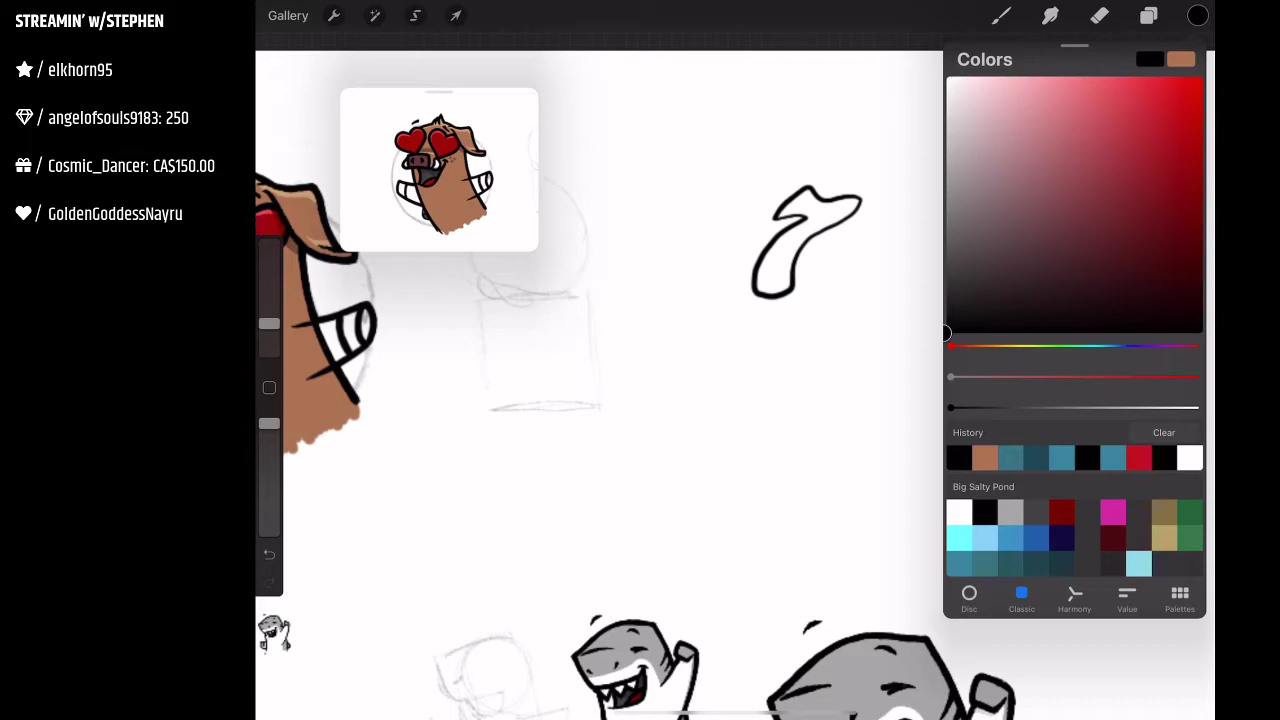 STREAMIN' w/STEPHEN
/ elkhorn95
/ angelofsouls9183: 250
/ Cosmic_Dancer: CA$150.00
/ GoldenGoddessNayru
Gallery
Colors
History
Clear
Big Salty Pond
Disc
Classic
Harmony
Value
Palettes